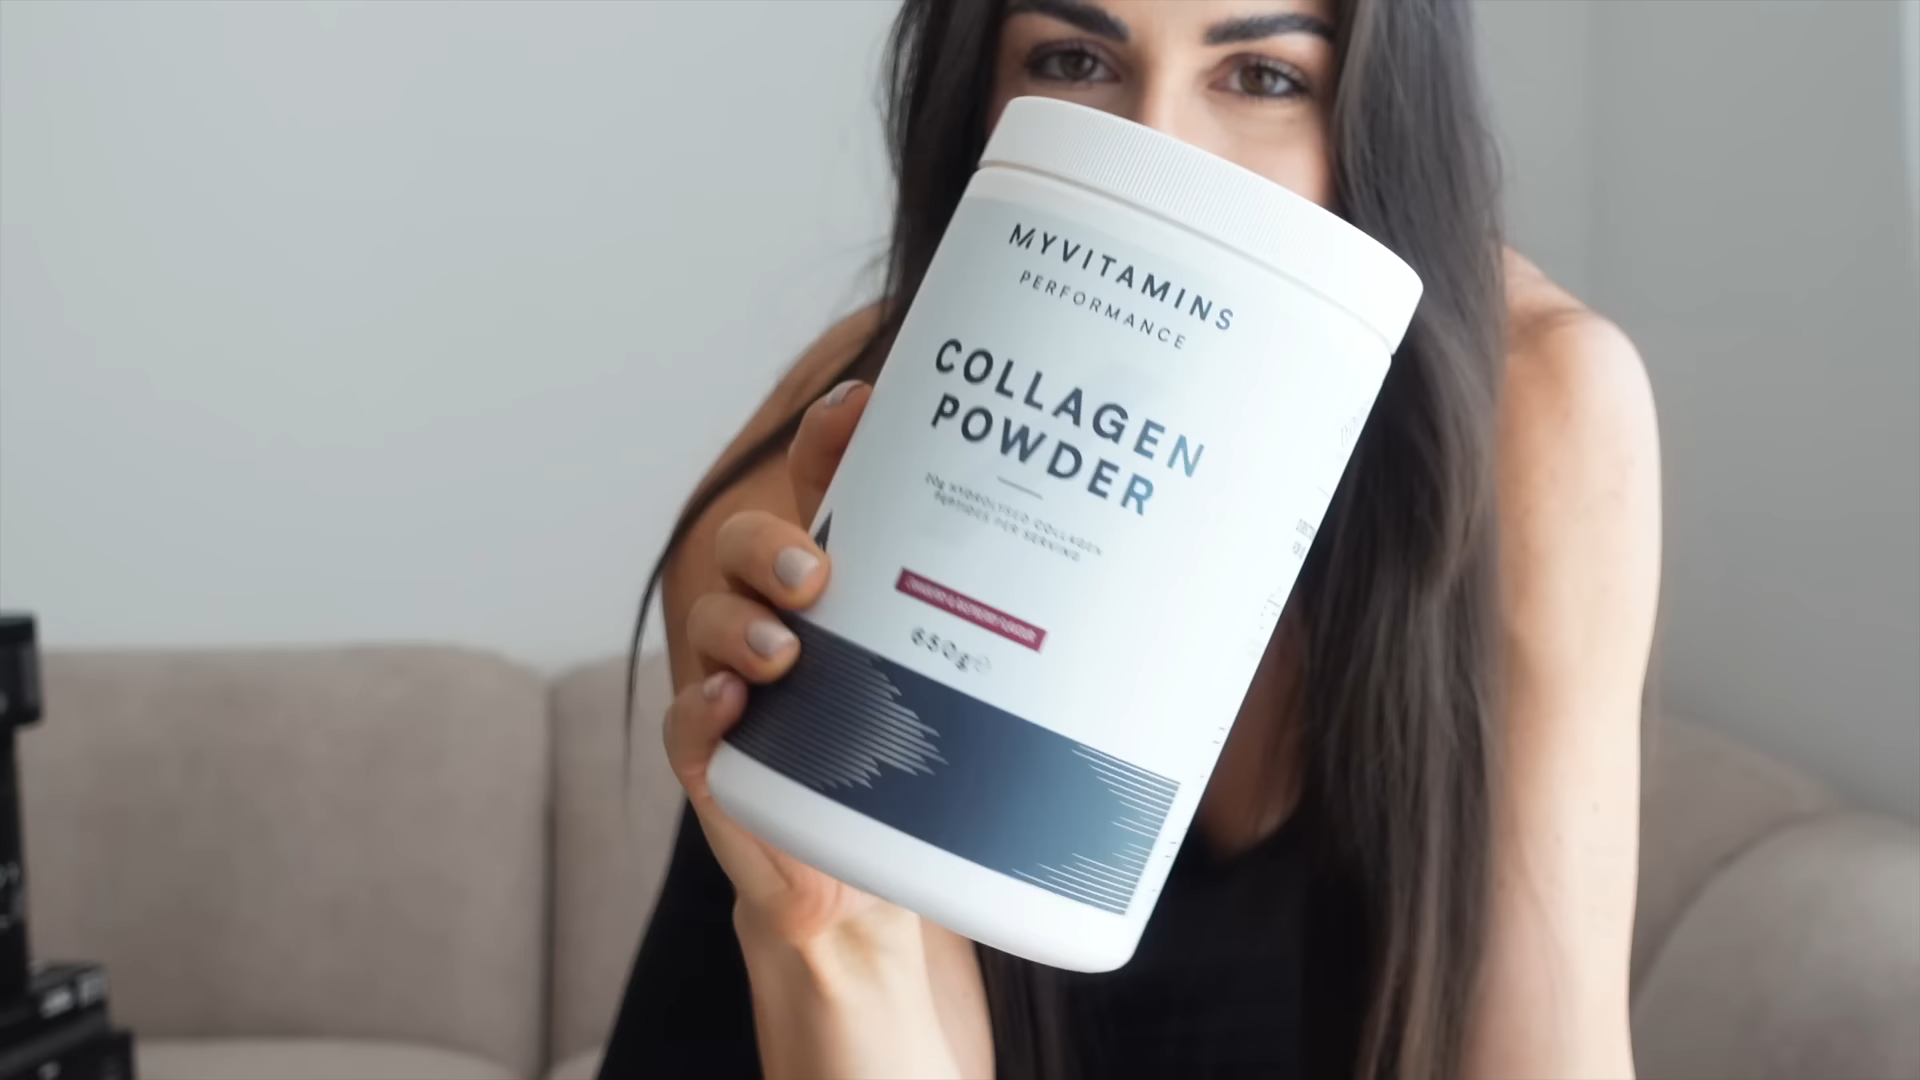 MYVITAMINS
PERFORMANCE
COLLAGEN
POWDER
20g HYDROLYSED COLLAGEN
PEPTIDES PER SERVING
650g℮